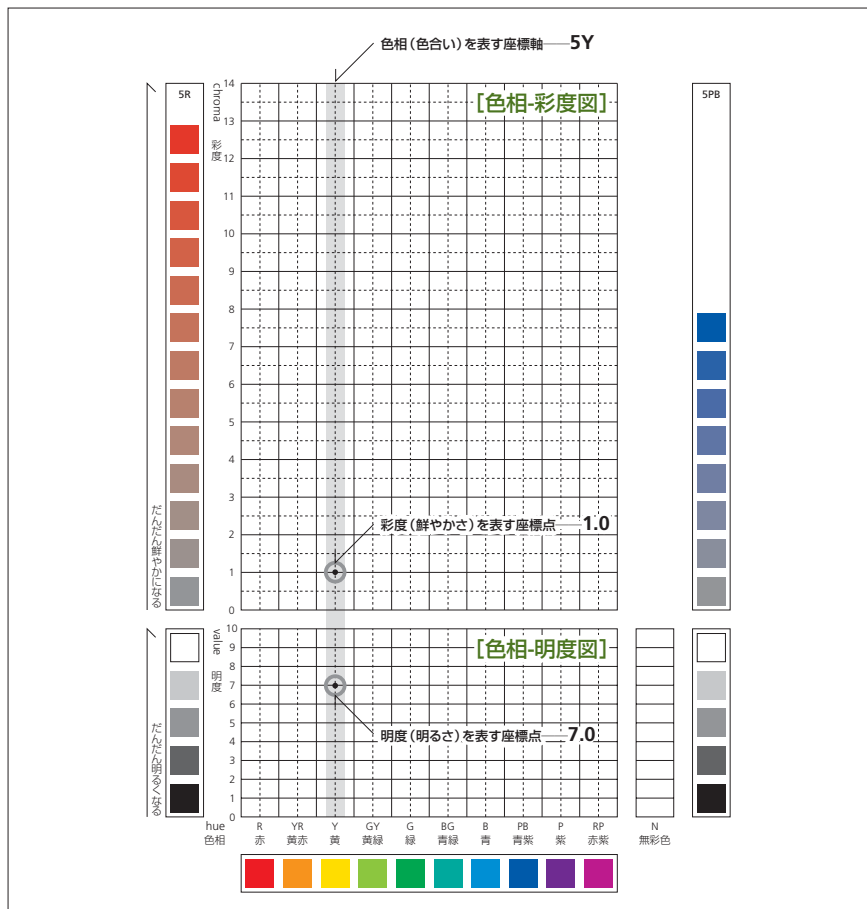 色相（色合い）を表す座標軸 5Y
5R
chroma 彩度
[色相-彩度図]
5PB
14
13
12
11
10
9
8
7
6
5
4
3
2
1
0
だんだん鮮やかになる
彩度（鮮やかさ）を表す座標点 1.0
value 明度
[色相-明度図]
10
9
8
7
6
5
4
3
2
1
0
だんだん明るくなる
明度（明るさ）を表す座標点 7.0
hue R YR Y GY G BG B PB P RP N
色相 赤 黄赤 黄 黄緑 緑 青緑 青 青紫 紫 赤紫 無彩色